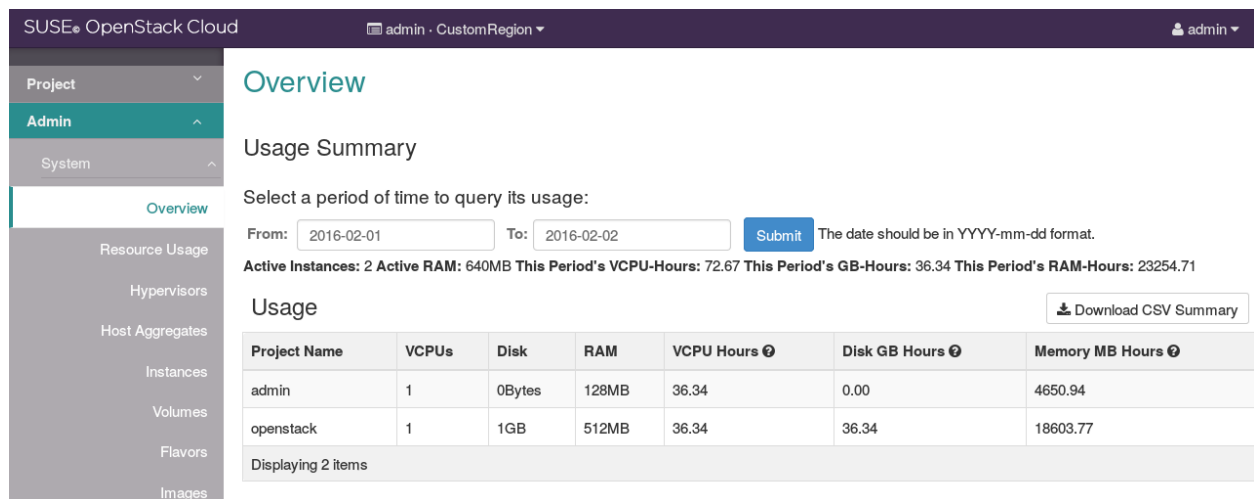 SUSE® OpenStack Cloud
admin · CustomRegion
admin
Project
Admin
System
Overview
Resource Usage
Hypervisors
Host Aggregates
Instances
Volumes
Flavors
Images
Overview
Usage Summary
Select a period of time to query its usage:
From: 2016-02-01 To: 2016-02-02 Submit The date should be in YYYY-mm-dd format.
Active Instances: 2 Active RAM: 640MB This Period's VCPU-Hours: 72.67 This Period's GB-Hours: 36.34 This Period's RAM-Hours: 23254.71
Usage
Download CSV Summary
Project Name VCPUs Disk RAM VCPU Hours Disk GB Hours Memory MB Hours
admin 1 0Bytes 128MB 36.34 0.00 4650.94
openstack 1 1GB 512MB 36.34 36.34 18603.77
Displaying 2 items